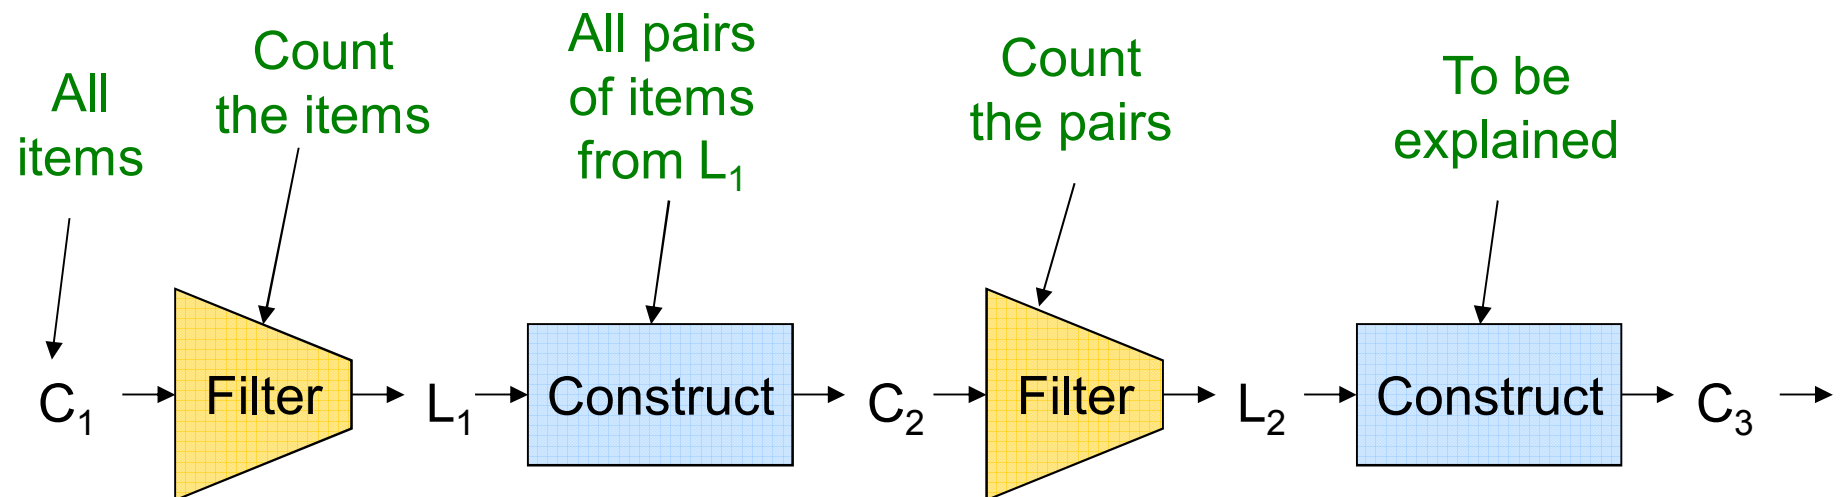 All
items
Count
the items
All pairs
of items
from L₁
Count
the pairs
To be
explained
C₁
Filter
L₁
Construct
C₂
Filter
L₂
Construct
C₃